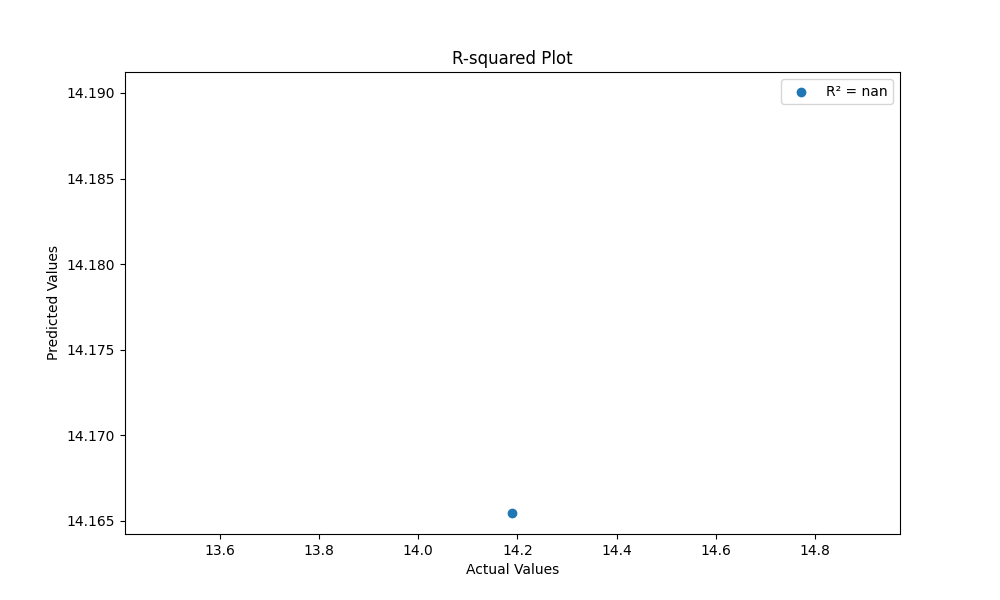 R-squared Plot
R² = nan
14.190
14.185
14.180
14.175
14.170
14.165
Predicted Values
13.6 13.8 14.0 14.2 14.4 14.6 14.8
Actual Values